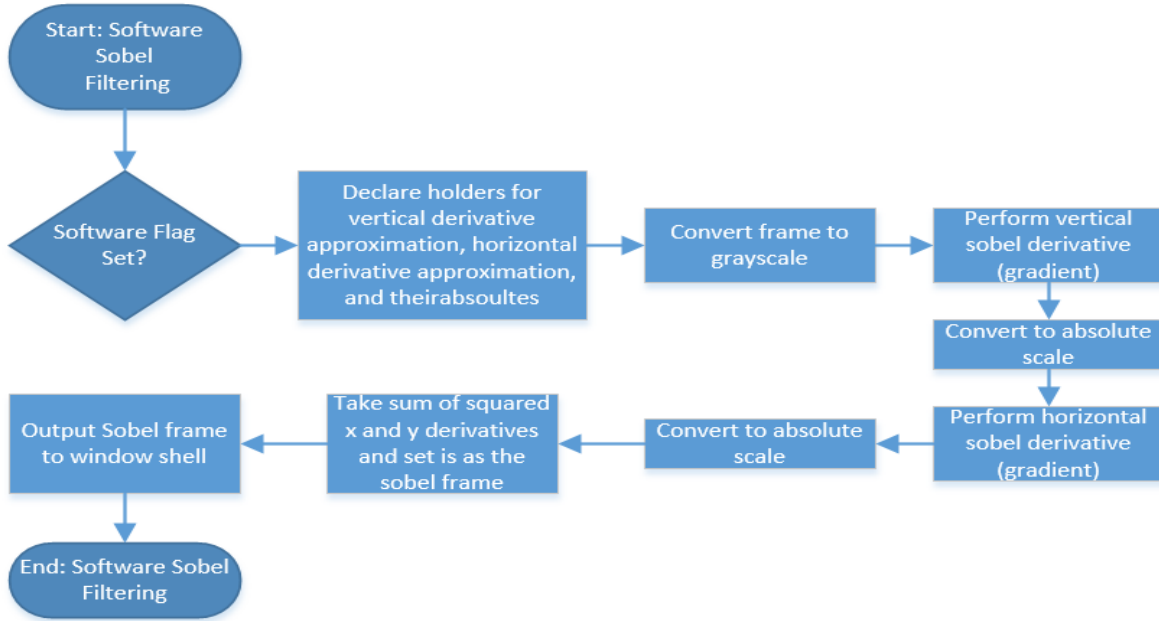 Start: Software
Sobel
Filtering
Software Flag
Set?
Declare holders for
vertical derivative
approximation, horizontal
derivative approximation,
and theirabsoultes
Convert frame to
grayscale
Perform vertical
sobel derivative
(gradient)
Convert to absolute
scale
Perform horizontal
sobel derivative
(gradient)
Convert to absolute
scale
Take sum of squared
x and y derivatives
and set is as the
sobel frame
Output Sobel frame
to window shell
End: Software Sobel
Filtering